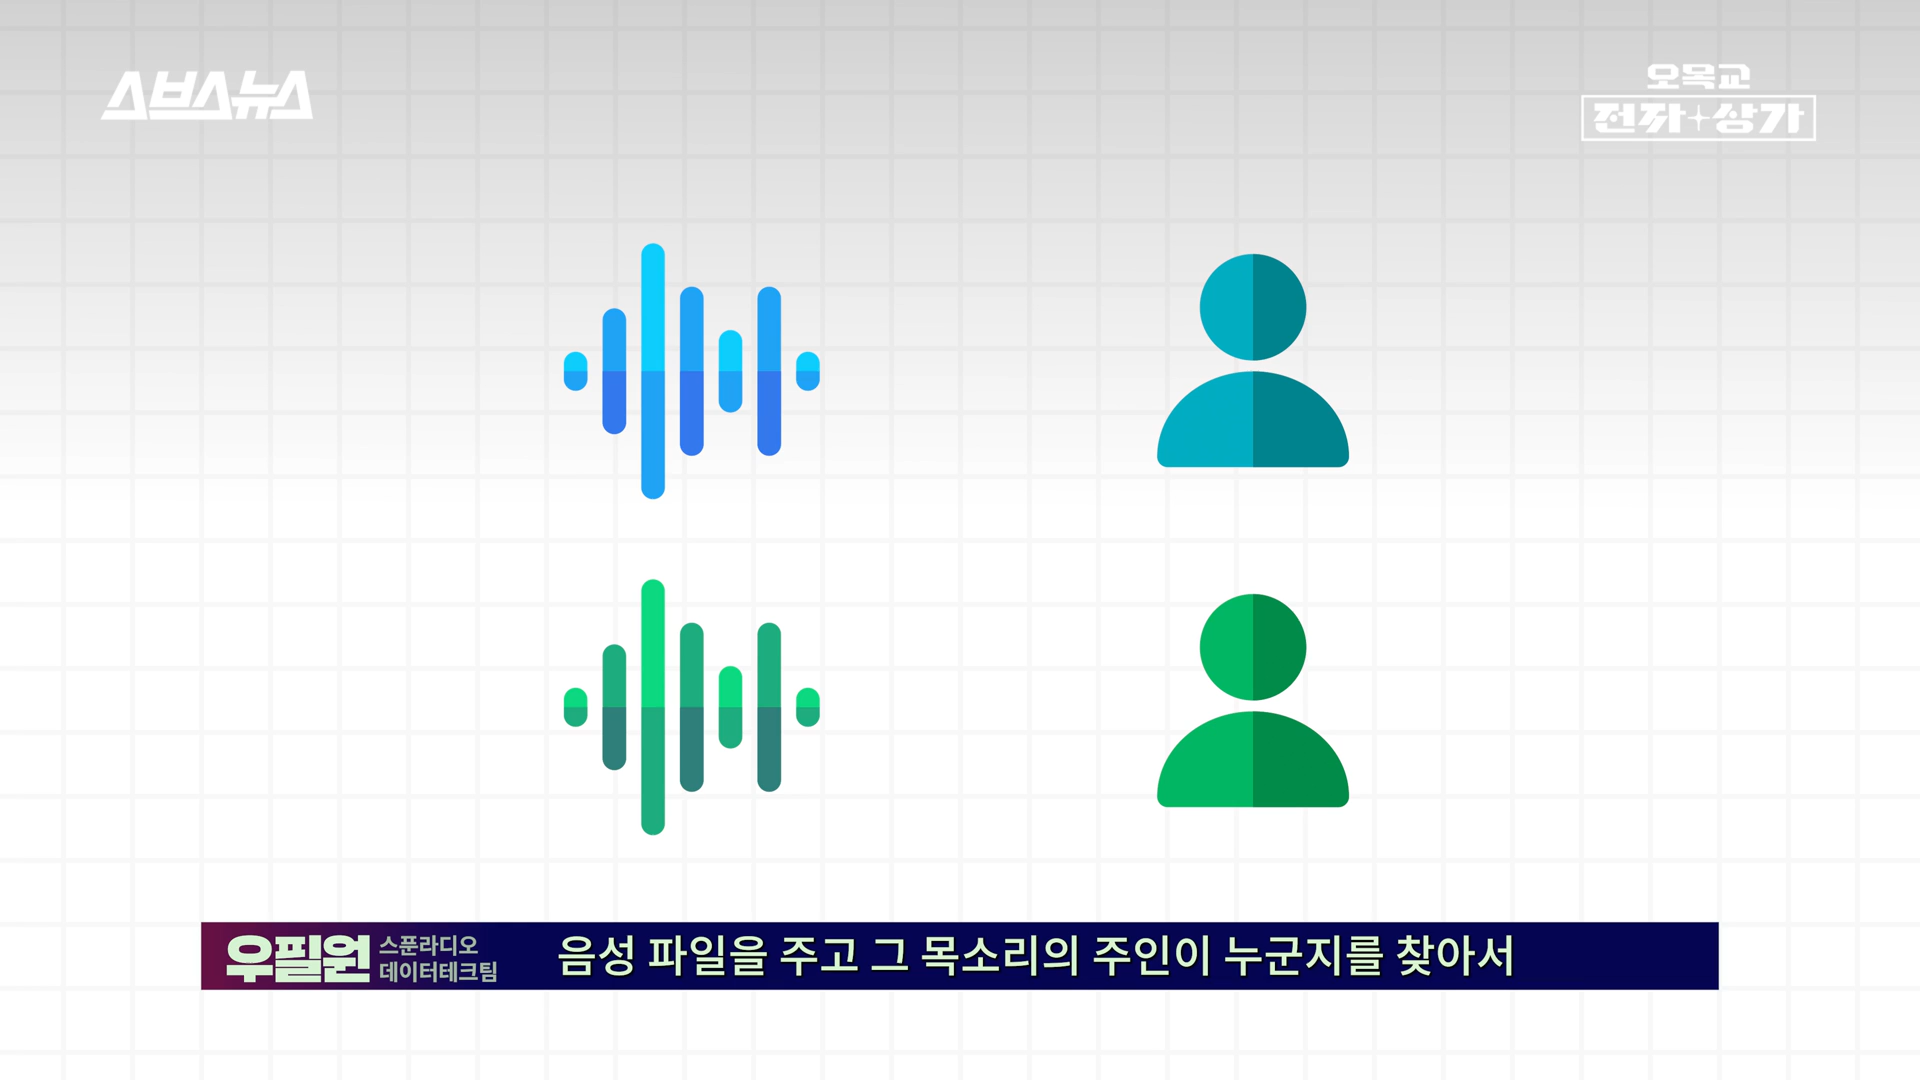 스브스뉴스
오목교
전자상가
우필원
스푼라디오
데이터테크팀
음성 파일을 주고 그 목소리의 주인이 누군지를 찾아서